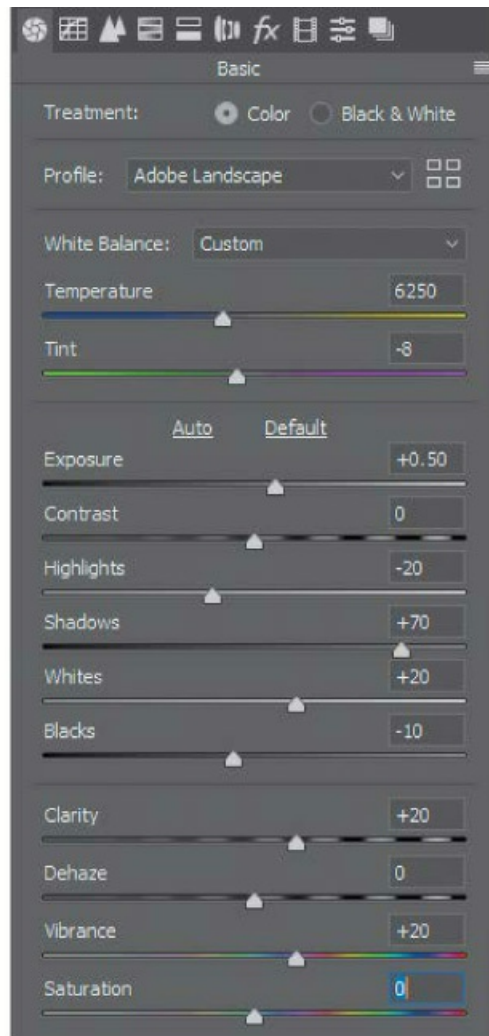 fx
Basic
Treatment: Color Black & White
Profile: Adobe Landscape
White Balance: Custom
Temperature 6250
Tint -8
Auto Default
Exposure +0.50
Contrast 0
Highlights -20
Shadows +70
Whites +20
Blacks -10
Clarity +20
Dehaze 0
Vibrance +20
Saturation 0